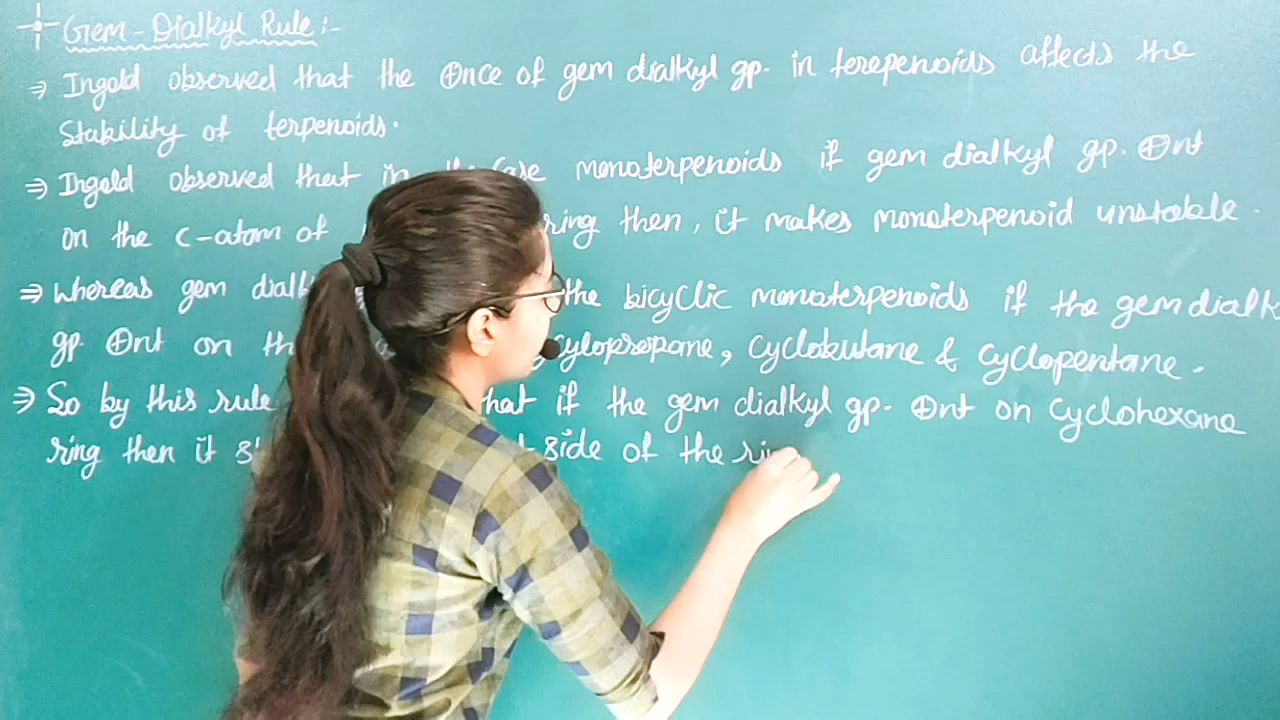 Gem-Dialkyl Rule:-
⇒ Ingold observed that the ⊕nce of gem dialkyl gp. in terepenoids affects the
Stability of terpenoids.
⇒ Ingold observed that in the case monoterpenoids if gem dialkyl gp. ⊕nt
on the C-atom of ring then, it makes monoterpenoid unstable.
⇒ Whereas gem dialk the bicyclic monoterpenoids if the gem dialk
gp. ⊕nt on th Cyclopropane, Cyclobutane & Cyclopentane.
⇒ So by this rule that if the gem dialkyl gp. ⊕nt on Cyclohexane
ring then it side of the ri